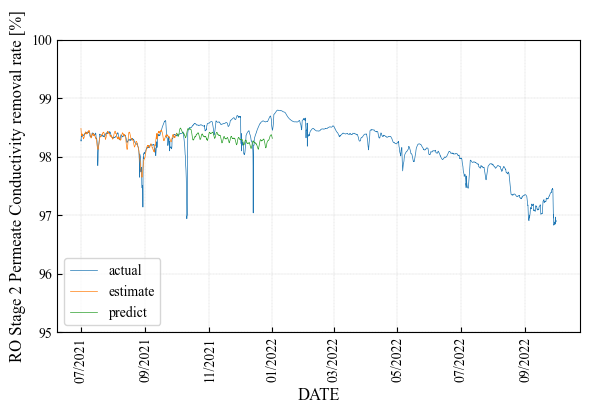 RO Stage 2 Permeate Conductivity removal rate [%]
100
99
98
97
96
95
actual
estimate
predict
07/2021
09/2021
11/2021
01/2022
03/2022
05/2022
07/2022
09/2022
DATE